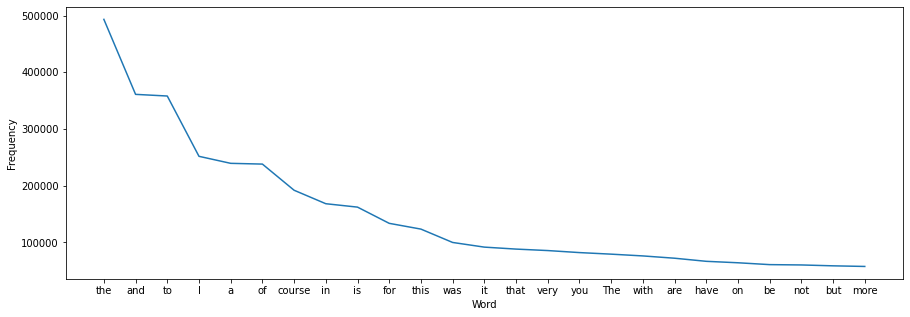 500000
400000
300000
200000
100000
Frequency
the and to I a of course in is for this was it that very you The with are have on be not but more
Word